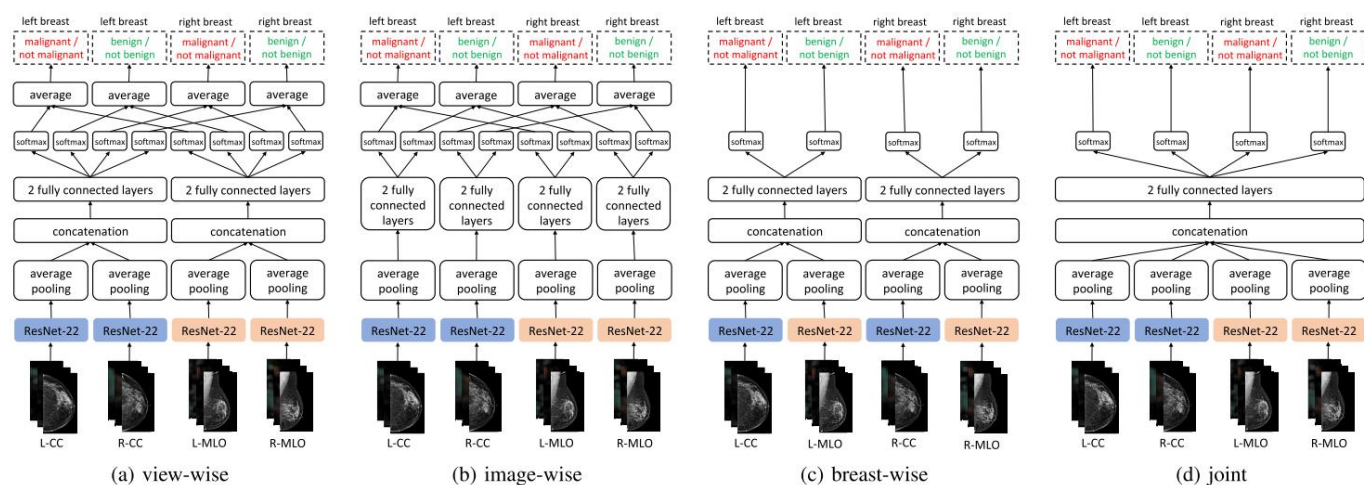 left breast left breast right breast right breast
malignant / not malignant benign / not benign malignant / not malignant benign / not benign
average average average average
softmax softmax softmax softmax softmax softmax softmax softmax
2 fully connected layers 2 fully connected layers
concatenation concatenation
average pooling average pooling average pooling average pooling
ResNet-22 ResNet-22 ResNet-22 ResNet-22
L-CC R-CC L-MLO R-MLO
(a) view-wise
left breast left breast right breast right breast
malignant / not malignant benign / not benign malignant / not malignant benign / not benign
average average average average
softmax softmax softmax softmax softmax softmax softmax softmax
2 fully connected layers 2 fully connected layers 2 fully connected layers 2 fully connected layers
average pooling average pooling average pooling average pooling
ResNet-22 ResNet-22 ResNet-22 ResNet-22
L-CC R-CC L-MLO R-MLO
(b) image-wise
left breast left breast right breast right breast
malignant / not malignant benign / not benign malignant / not malignant benign / not benign
softmax softmax softmax softmax
2 fully connected layers 2 fully connected layers
concatenation concatenation
average pooling average pooling average pooling average pooling
ResNet-22 ResNet-22 ResNet-22 ResNet-22
L-CC L-MLO R-CC R-MLO
(c) breast-wise
left breast left breast right breast right breast
malignant / not malignant benign / not benign malignant / not malignant benign / not benign
softmax softmax softmax softmax
2 fully connected layers
concatenation
average pooling average pooling average pooling average pooling
ResNet-22 ResNet-22 ResNet-22 ResNet-22
L-CC R-CC L-MLO R-MLO
(d) joint